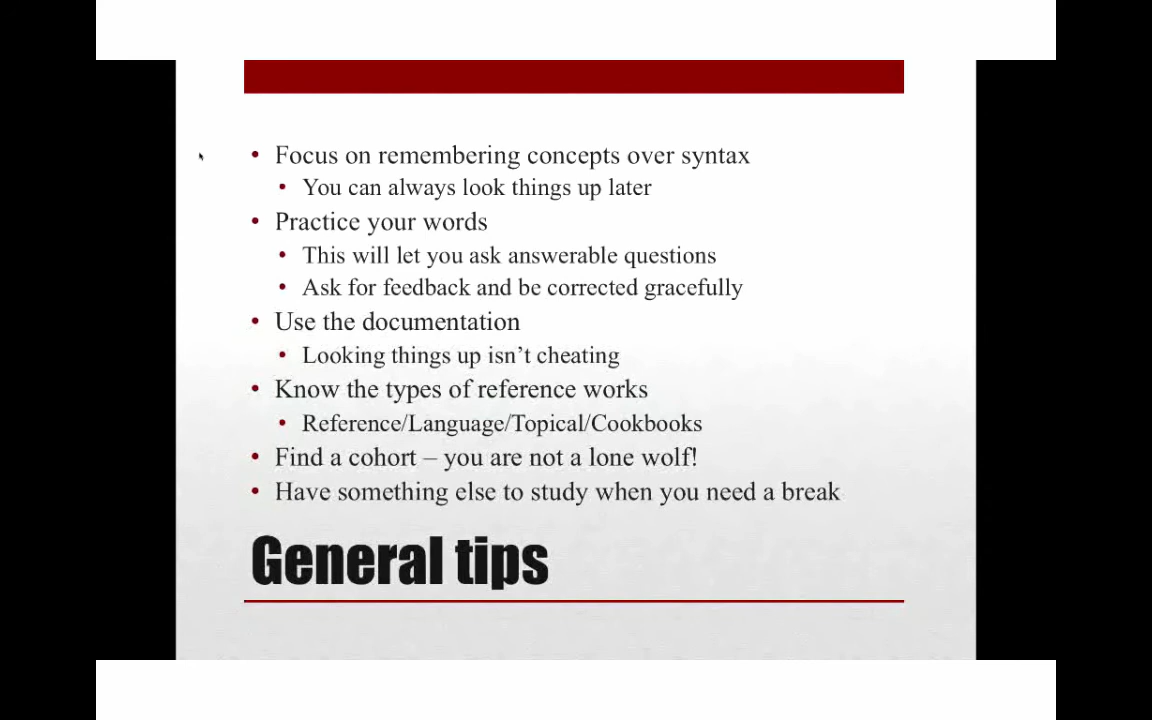 • Focus on remembering concepts over syntax
• You can always look things up later
• Practice your words
• This will let you ask answerable questions
• Ask for feedback and be corrected gracefully
• Use the documentation
• Looking things up isn’t cheating
• Know the types of reference works
• Reference/Language/Topical/Cookbooks
• Find a cohort – you are not a lone wolf!
• Have something else to study when you need a break
General tips